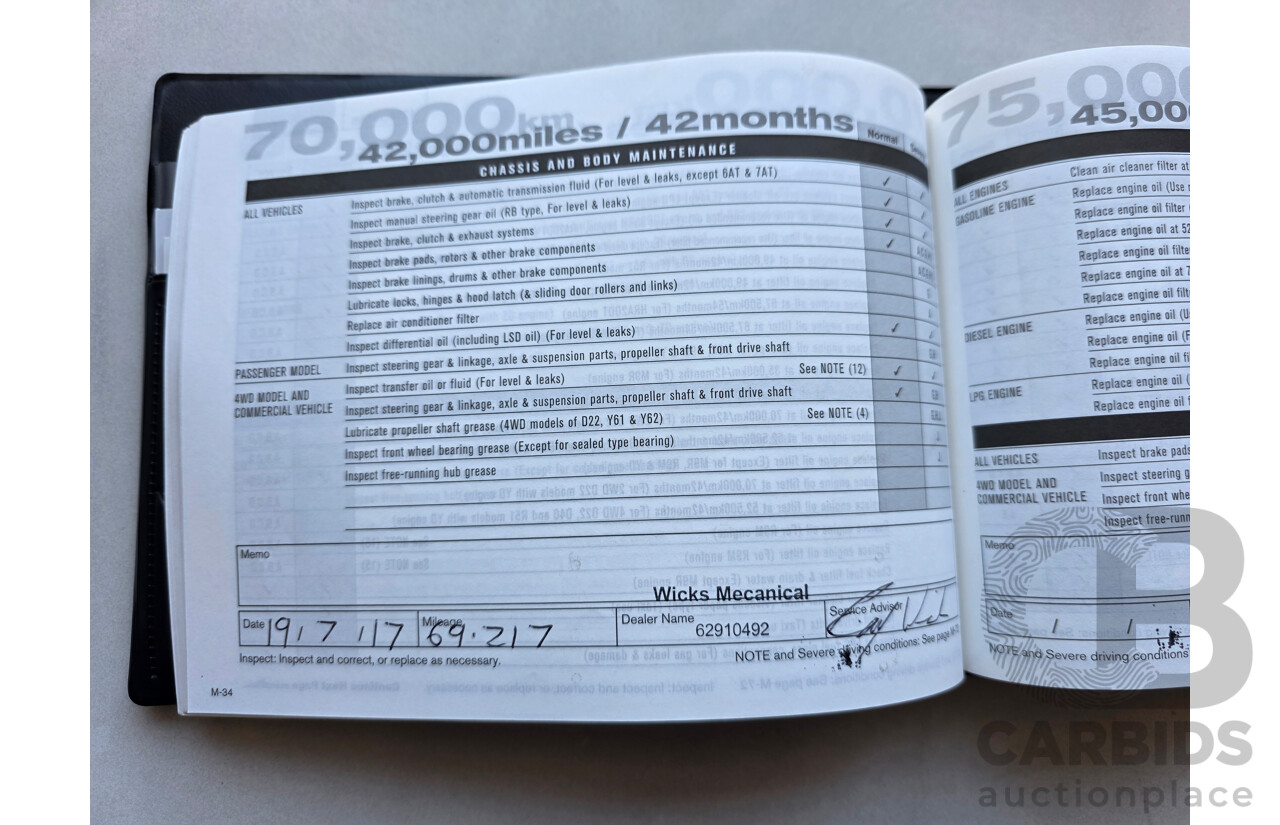 70,000km
42,000miles / 42months
Normal
CHASSIS AND BODY MAINTENANCE
ALL VEHICLES
Inspect brake, clutch & automatic transmission fluid (For level & leaks, except 6AT & 7AT) ✓
Inspect manual steering gear oil (RB type, For level & leaks) ✓
Inspect brake, clutch & exhaust systems ✓
Inspect brake pads, rotors & other brake components ✓
Inspect brake linings, drums & other brake components
Lubricate locks, hinges & hood latch (& sliding door rollers and links)
Replace air conditioner filter
Inspect differential oil (including LSD oil) (For level & leaks) ✓
PASSENGER MODEL
Inspect steering gear & linkage, axle & suspension parts, propeller shaft & front drive shaft
4WD MODEL AND
COMMERCIAL VEHICLE
Inspect transfer oil or fluid (For level & leaks) See NOTE (12) ✓
Inspect steering gear & linkage, axle & suspension parts, propeller shaft & front drive shaft ✓
Lubricate propeller shaft grease (4WD models of D22, Y61 & Y62) See NOTE (4)
Inspect front wheel bearing grease (Except for sealed type bearing)
Inspect free-running hub grease
Memo
Wicks Mecanical
Date 19/7/17
Mileage 69.217
Dealer Name
62910492
Service Advisor
Inspect: Inspect and correct, or replace as necessary.
NOTE and Severe driving conditions: See page M-
M-34
75,00
45,00
ALL ENGINES
Clean air cleaner filter at
GASOLINE ENGINE
Replace engine oil (Use
Replace engine oil filter
Replace engine oil at 52
Replace engine oil filte
Replace engine oil at 7
Replace engine oil filt
DIESEL ENGINE
Replace engine oil (U
Replace engine oil (F
Replace engine oil fi
LPG ENGINE
Replace engine oil (
Replace engine oil f
ALL VEHICLES
Inspect brake pads
4WD MODEL AND
COMMERCIAL VEHICLE
Inspect steering g
Inspect front whe
Inspect free-runn
Memo
Date / /
NOTE and Severe driving conditions
CB
CARBIDS
auctionplace